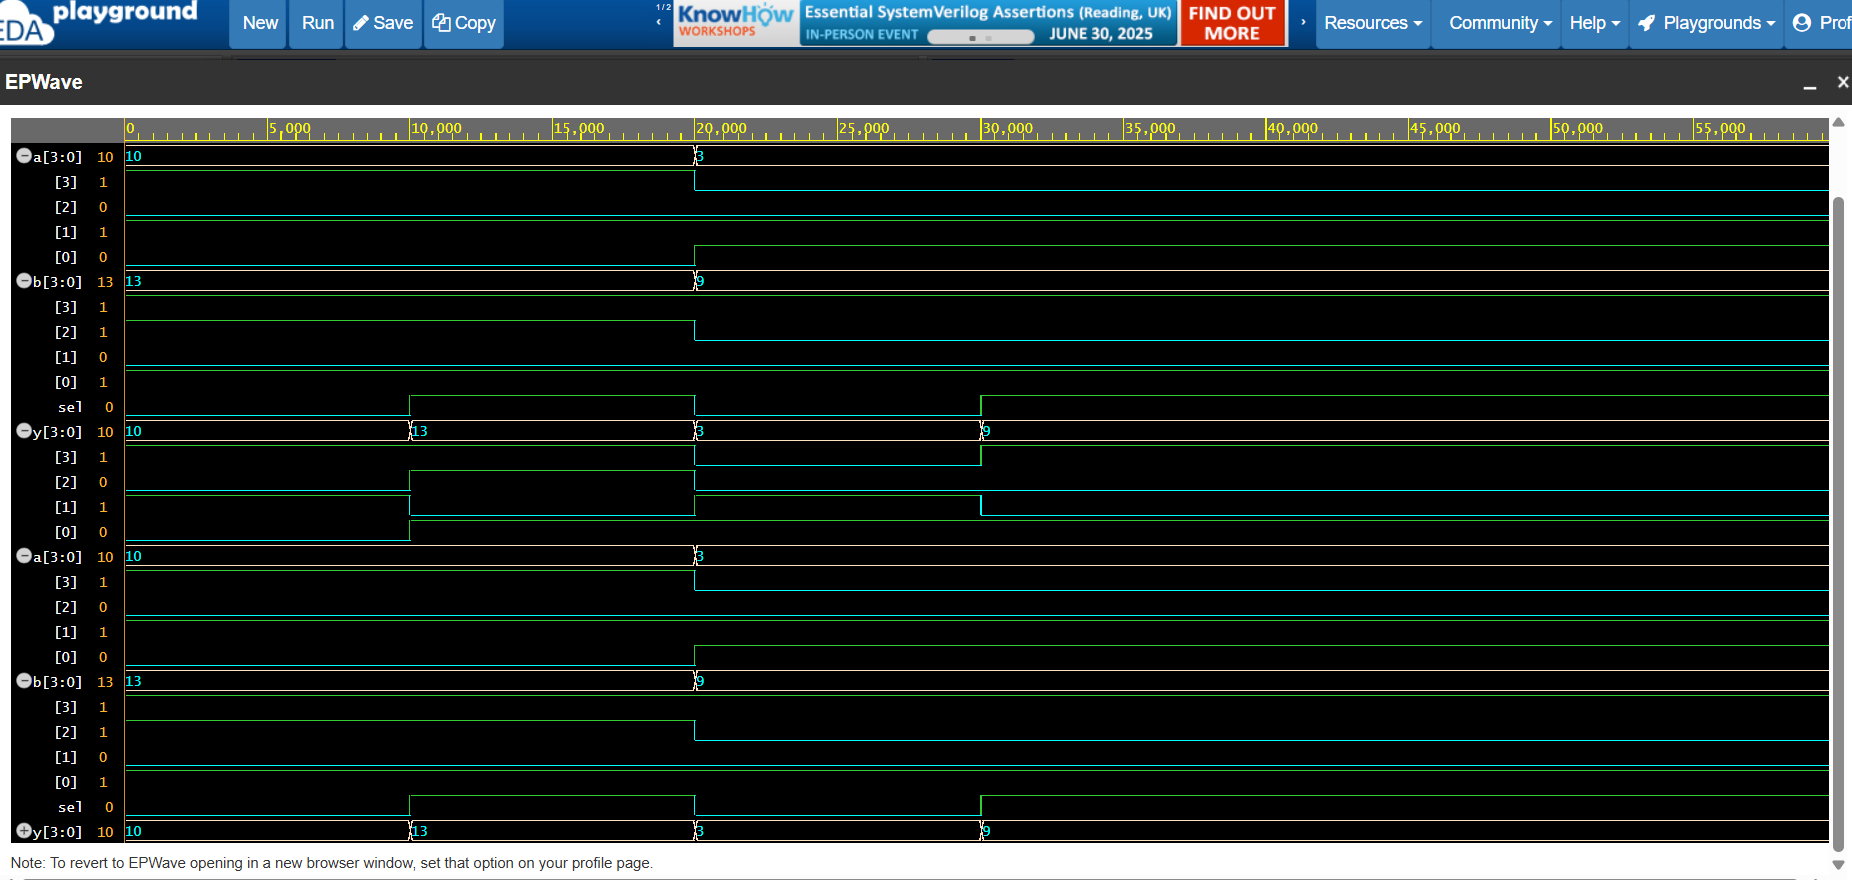 EDA playground
New
Run
Save
Copy
1/2
‹
KnowHow
WORKSHOPS
Essential SystemVerilog Assertions (Reading, UK)
IN-PERSON EVENT
JUNE 30, 2025
FIND OUT
MORE
›
Resources
Community
Help
Playgrounds
Prof
EPWave
0 5,000 10,000 15,000 20,000 25,000 30,000 35,000 40,000 45,000 50,000 55,000
a[3:0] 10 10 3
[3] 1
[2] 0
[1] 1
[0] 0
b[3:0] 13 13 9
[3] 1
[2] 1
[1] 0
[0] 1
sel 0
y[3:0] 10 10 13 3 9
[3] 1
[2] 0
[1] 1
[0] 0
a[3:0] 10 10 3
[3] 1
[2] 0
[1] 1
[0] 0
b[3:0] 13 13 9
[3] 1
[2] 1
[1] 0
[0] 1
sel 0
y[3:0] 10 10 13 3 9
Note: To revert to EPWave opening in a new browser window, set that option on your profile page.